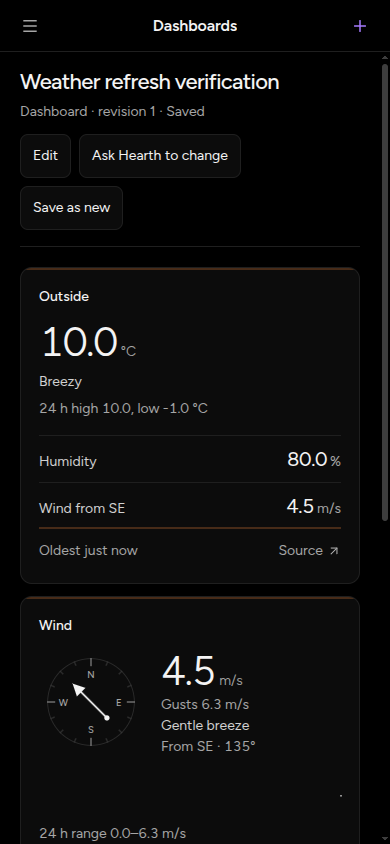 Dashboards
Weather refresh verification
Dashboard · revision 1 · Saved
Edit
Ask Hearth to change
Save as new
Outside
10.0 °C
Breezy
24 h high 10.0, low -1.0 °C
Humidity 80.0 %
Wind from SE 4.5 m/s
Oldest just now Source ↗
Wind
N
W E
S
4.5 m/s
Gusts 6.3 m/s
Gentle breeze
From SE · 135°
24 h range 0.0–6.3 m/s